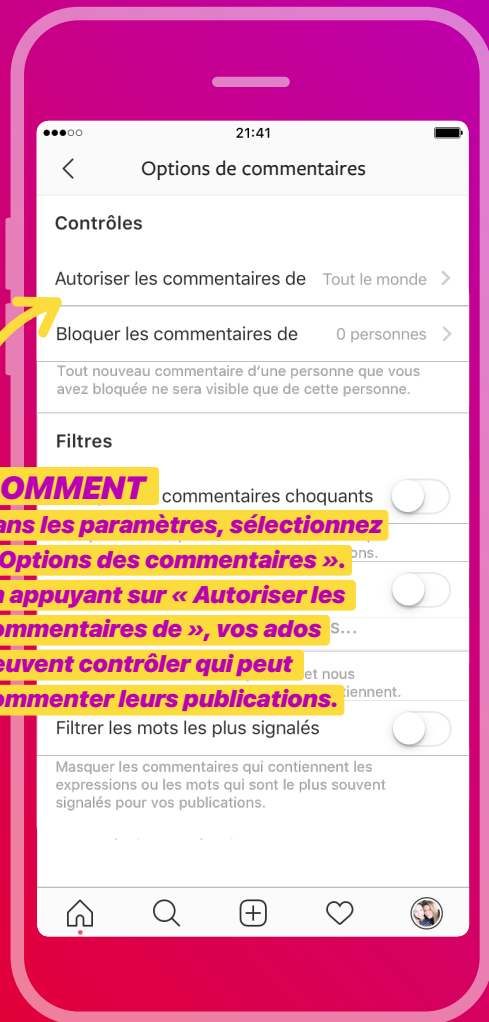 21:41
Options de commentaires
Contrôles
Autoriser les commentaires de Tout le monde
Bloquer les commentaires de 0 personnes
Tout nouveau commentaire d'une personne que vous
avez bloquée ne sera visible que de cette personne.
Filtres
OMMENT
commentaires choquants
ans les paramètres, sélectionnez
Options des commentaires ».
ons.
n appuyant sur « Autoriser les
ommentaires de », vos ados
s...
euvent contrôler qui peut
et nous
ommenter leurs publications.
tiennent.
Filtrer les mots les plus signalés
Masquer les commentaires qui contiennent les
expressions ou les mots qui sont le plus souvent
signalés pour vos publications.